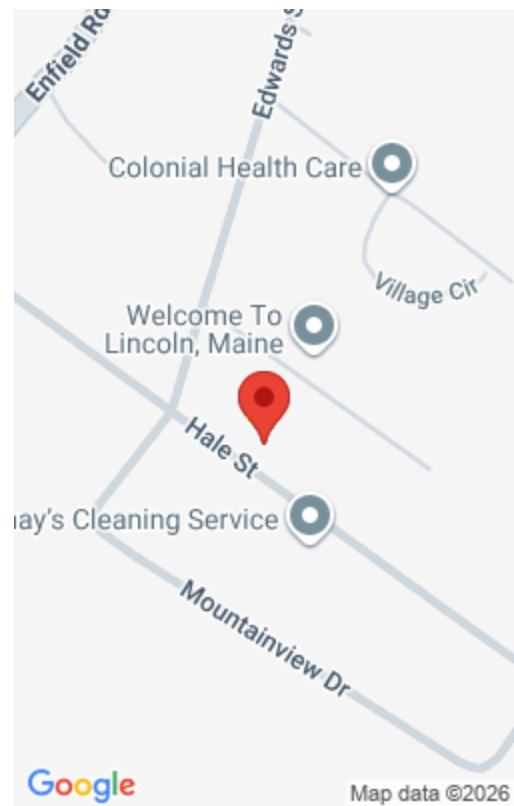 Enfield Rd
Edwards S
Colonial Health Care
Village Cir
Welcome To
Lincoln, Maine
Hale St
nay's Cleaning Service
Mountainview Dr
Google
Map data ©2026